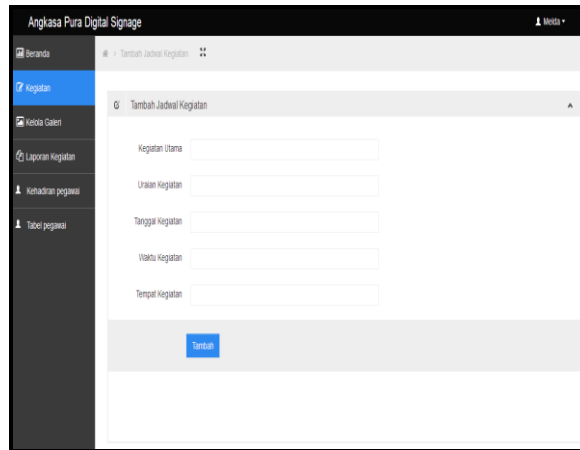 Angkasa Pura Digital Signage
Melda
Beranda
> Tambah Jadwal Kegiatan
Kegiatan
Tambah Jadwal Kegiatan
Kelola Galeri
Kegiatan Utama
Laporan Kegiatan
Uraian Kegiatan
Kehadiran pegawai
Tanggal Kegiatan
Tabel pegawai
Waktu Kegiatan
Tempat Kegiatan
Tambah